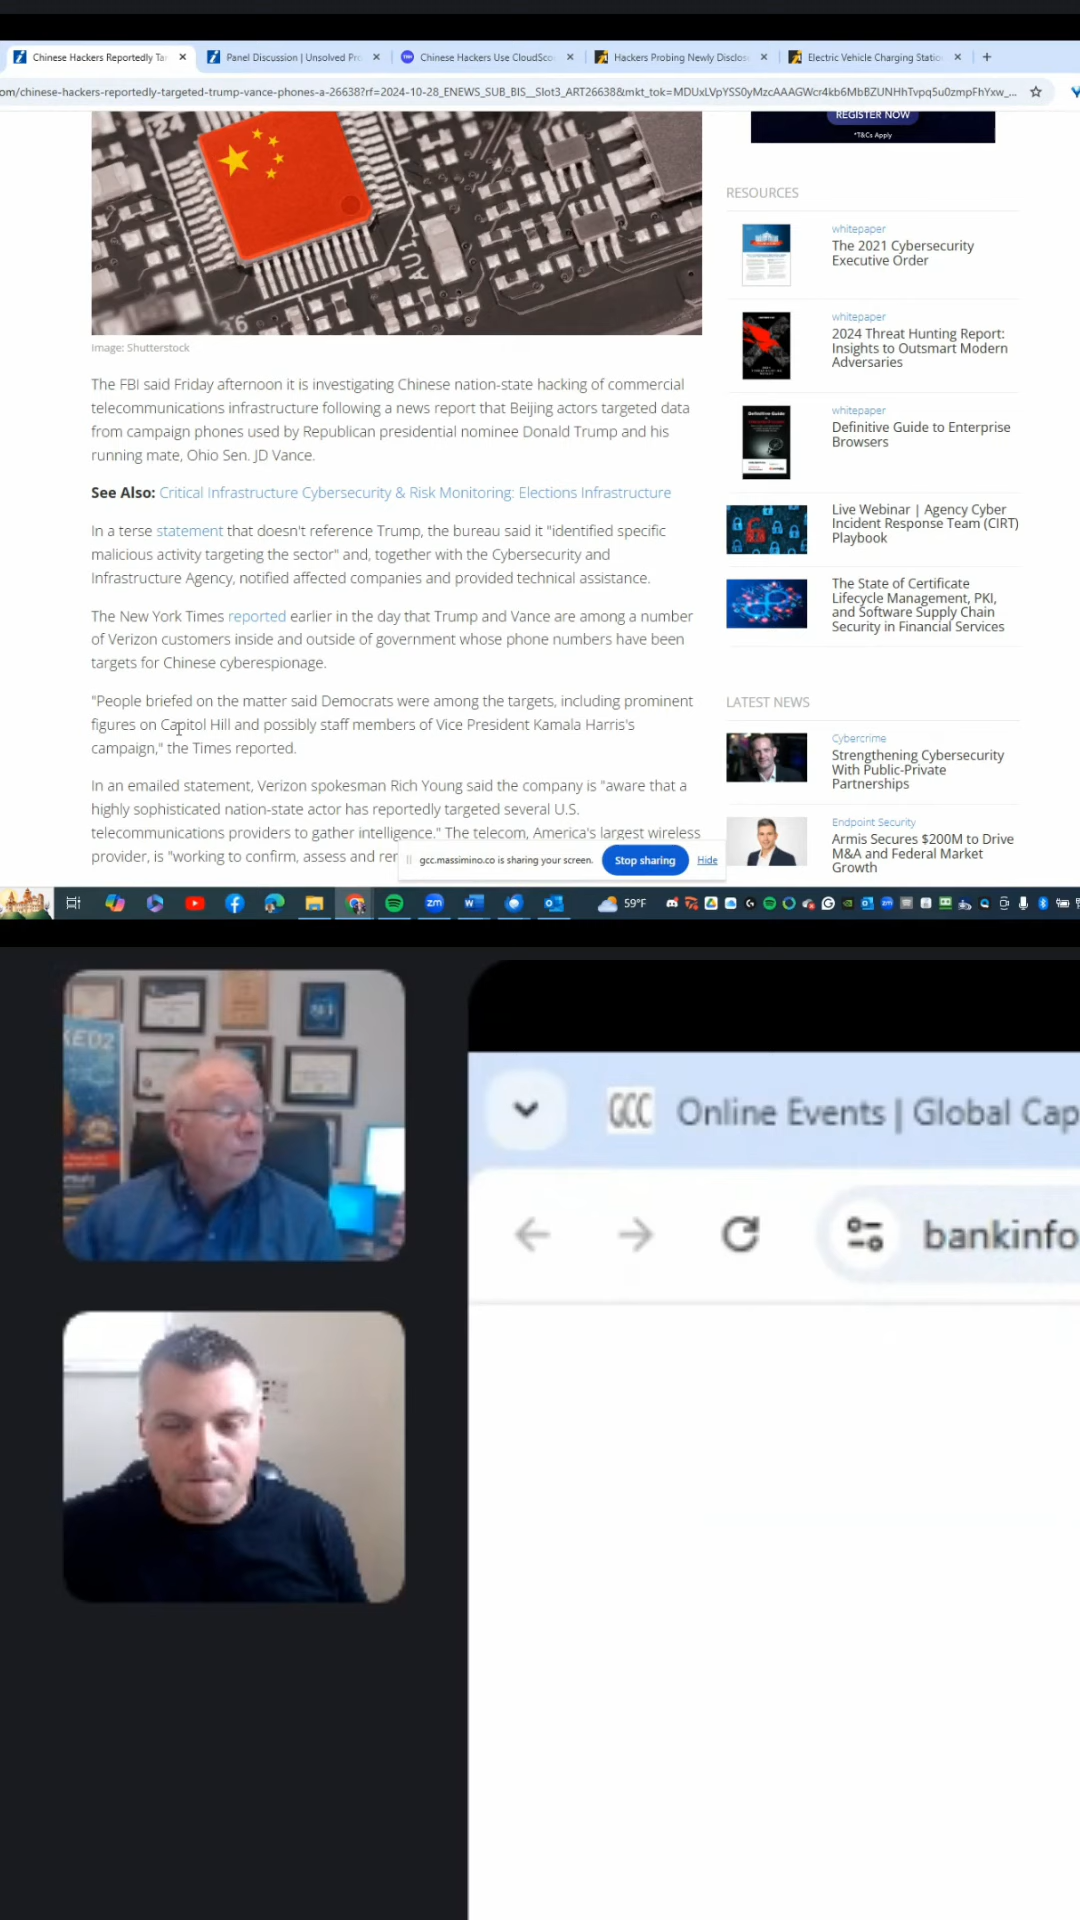 Chinese Hackers Reportedly Ta
Panel Discussion | Unsolved Pr
Chinese Hackers Use CloudSco
Hackers Probing Newly Disclos
Electric Vehicle Charging Statio
om/chinese-hackers-reportedly-targeted-trump-vance-phones-a-26638?rf=2024-10-28_ENEWS_SUB_BIS__Slot3_ART26638&mkt_tok=
REGISTER NOW
*T&Cs Apply
Image: Shutterstock
The FBI said Friday afternoon it is investigating Chinese nation-state hacking of commercial
telecommunications infrastructure following a news report that Beijing actors targeted data
from campaign phones used by Republican presidential nominee Donald Trump and his
running mate, Ohio Sen. JD Vance.
See Also: Critical Infrastructure Cybersecurity & Risk Monitoring: Elections Infrastructure
In a terse statement that doesn't reference Trump, the bureau said it "identified specific
malicious activity targeting the sector" and, together with the Cybersecurity and
Infrastructure Agency, notified affected companies and provided technical assistance.
The New York Times reported earlier in the day that Trump and Vance are among a number
of Verizon customers inside and outside of government whose phone numbers have been
targets for Chinese cyberespionage.
"People briefed on the matter said Democrats were among the targets, including prominent
figures on Capitol Hill and possibly staff members of Vice President Kamala Harris's
campaign," the Times reported.
In an emailed statement, Verizon spokesman Rich Young said the company is "aware that a
highly sophisticated nation-state actor has reportedly targeted several U.S.
telecommunications providers to gather intelligence." The telecom, America's largest wireless
provider, is "working to confirm, assess and rem
RESOURCES
whitepaper
The 2021 Cybersecurity
Executive Order
whitepaper
2024 Threat Hunting Report:
Insights to Outsmart Modern
Adversaries
whitepaper
Definitive Guide to Enterprise
Browsers
Live Webinar | Agency Cyber
Incident Response Team (CIRT)
Playbook
The State of Certificate
Lifecycle Management, PKI,
and Software Supply Chain
Security in Financial Services
LATEST NEWS
Cybercrime
Strengthening Cybersecurity
With Public-Private
Partnerships
Endpoint Security
Armis Secures $200M to Drive
M&A and Federal Market
Growth
gcc.massimino.co is sharing your screen.
Stop sharing
Hide
59°F
KED2
GCC Online Events | Global Cap
bankinfo